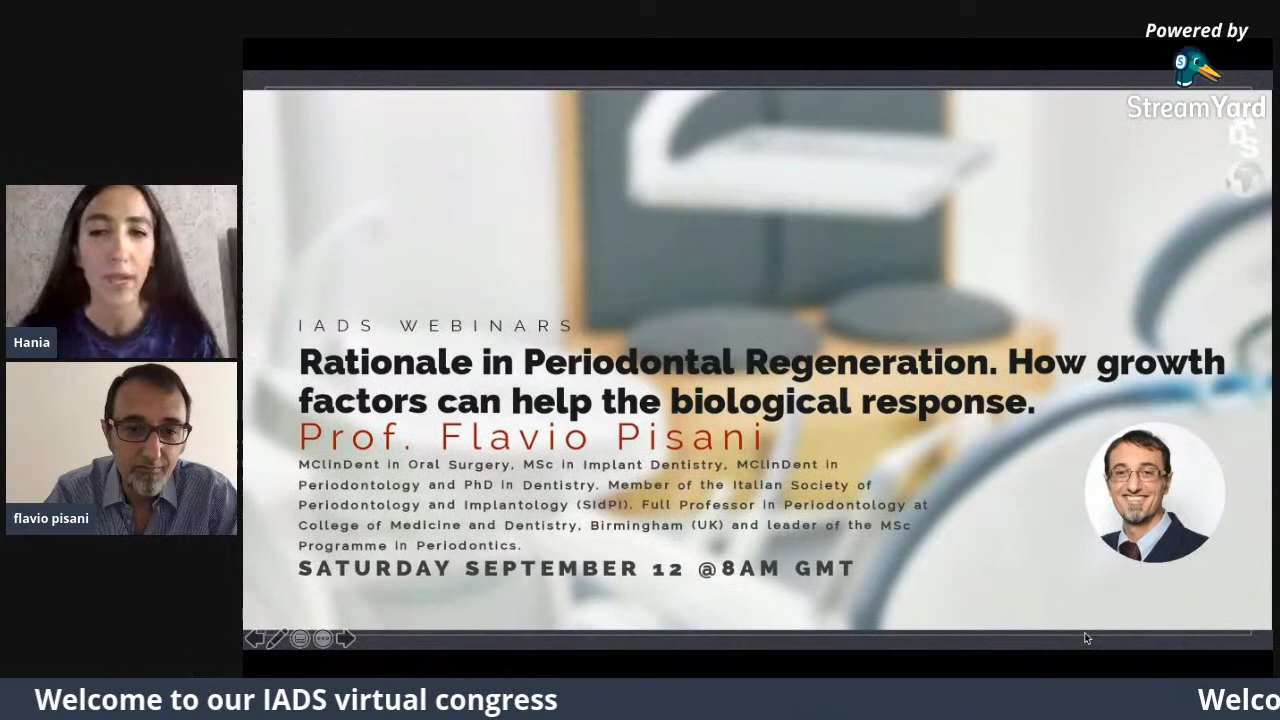 Powered by
StreamYard
IADS WEBINARS
Rationale in Periodontal Regeneration. How growth
factors can help the biological response.
Prof. Flavio Pisani
MClinDent in Oral Surgery, MSc in Implant Dentistry, MClinDent in
Periodontology and PhD in Dentistry. Member of the Italian Society of
Periodontology and Implantology (SIdPI). Full Professor in Periodontology at
College of Medicine and Dentistry, Birmingham (UK) and leader of the MSc
Programme in Periodontics.
SATURDAY SEPTEMBER 12 @8AM GMT
Hania
flavio pisani
Welcome to our IADS virtual congress
Welco